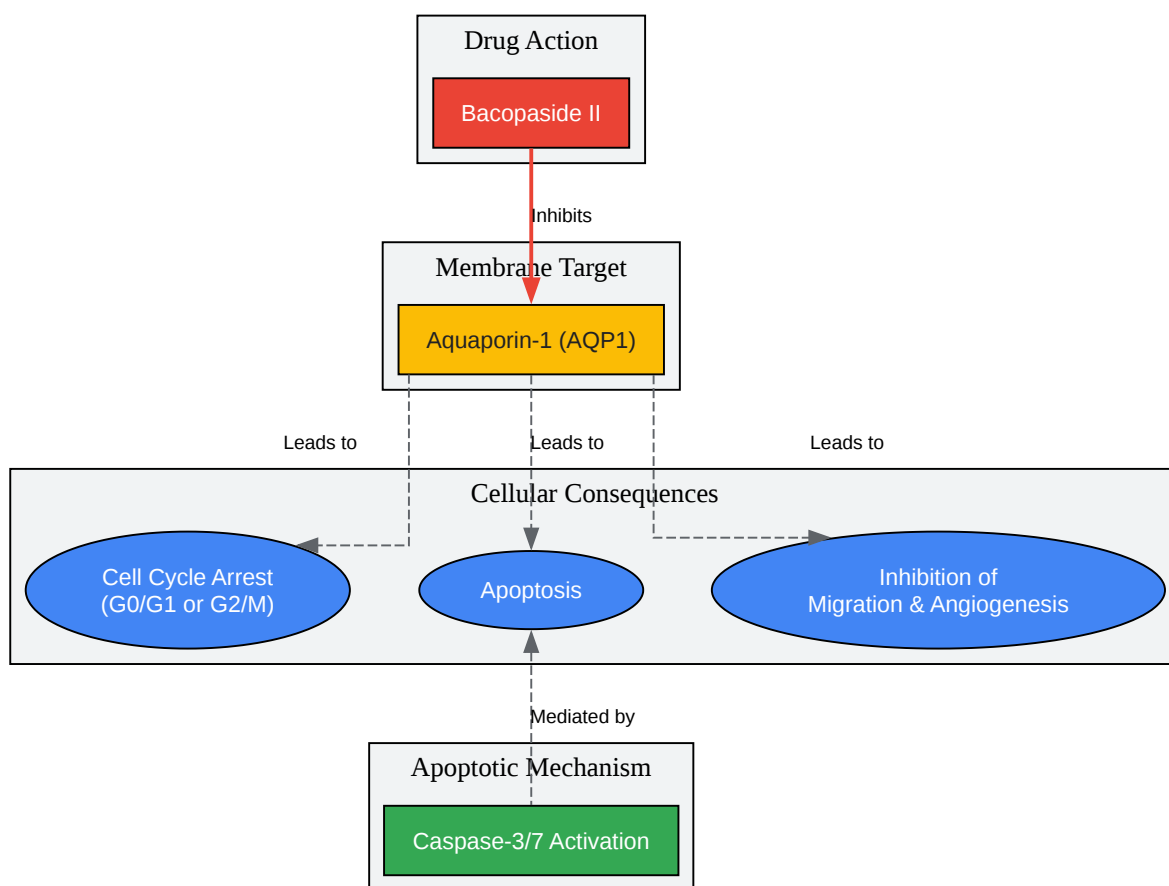 Drug Action
Bacopaside II
Inhibits
Membrane Target
Aquaporin-1 (AQP1)
Leads to
Leads to
Leads to
Cellular Consequences
Cell Cycle Arrest
(G0/G1 or G2/M)
Apoptosis
Inhibition of
Migration & Angiogenesis
Mediated by
Apoptotic Mechanism
Caspase-3/7 Activation